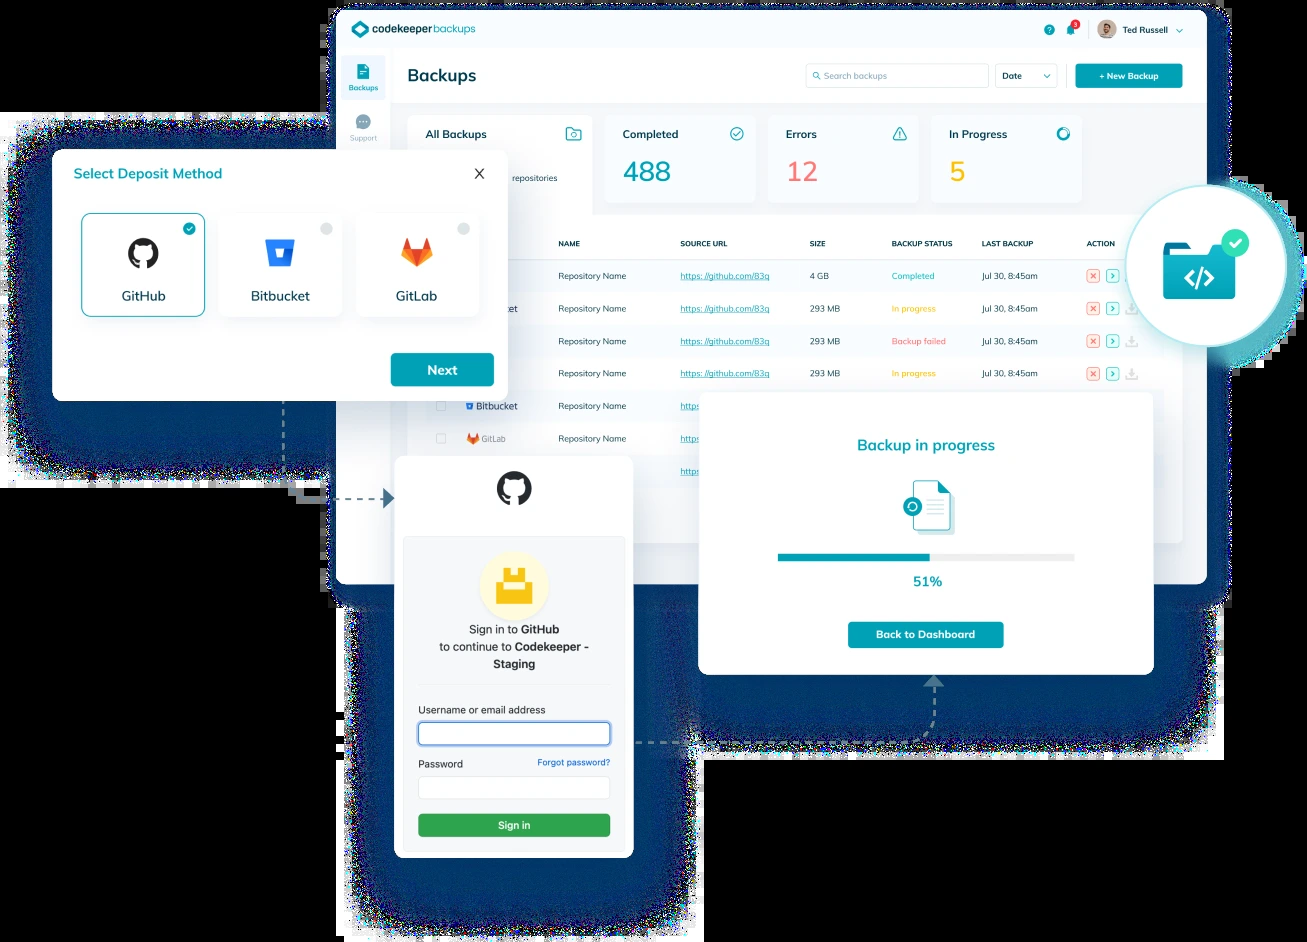 codekeeper backups
3
Ted Russell
Backups
Support
Backups
Search backups
Date
+ New Backup
All Backups
repositories
Completed
488
Errors
12
In Progress
5
Select Deposit Method
X
GitHub
Bitbucket
GitLab
Next
NAME SOURCE URL SIZE BACKUP STATUS LAST BACKUP ACTION
Repository Name https: //github.com/83q 4 GB Completed Jul 30, 8:45am
ket Repository Name https: //github.com/83q 293 MB In progress Jul 30, 8:45am
Repository Name https: //github.com/83q 293 MB Backup failed Jul 30, 8:45am
Repository Name https: //github.com/83q 293 MB In progress Jul 30, 8:45am
Bitbucket Repository Name https
GitLab Repository Name https
https
</>
Sign in to GitHub
to continue to Codekeeper -
Staging
Username or email address
Password Forgot password?
Sign in
Backup in progress
51%
Back to Dashboard